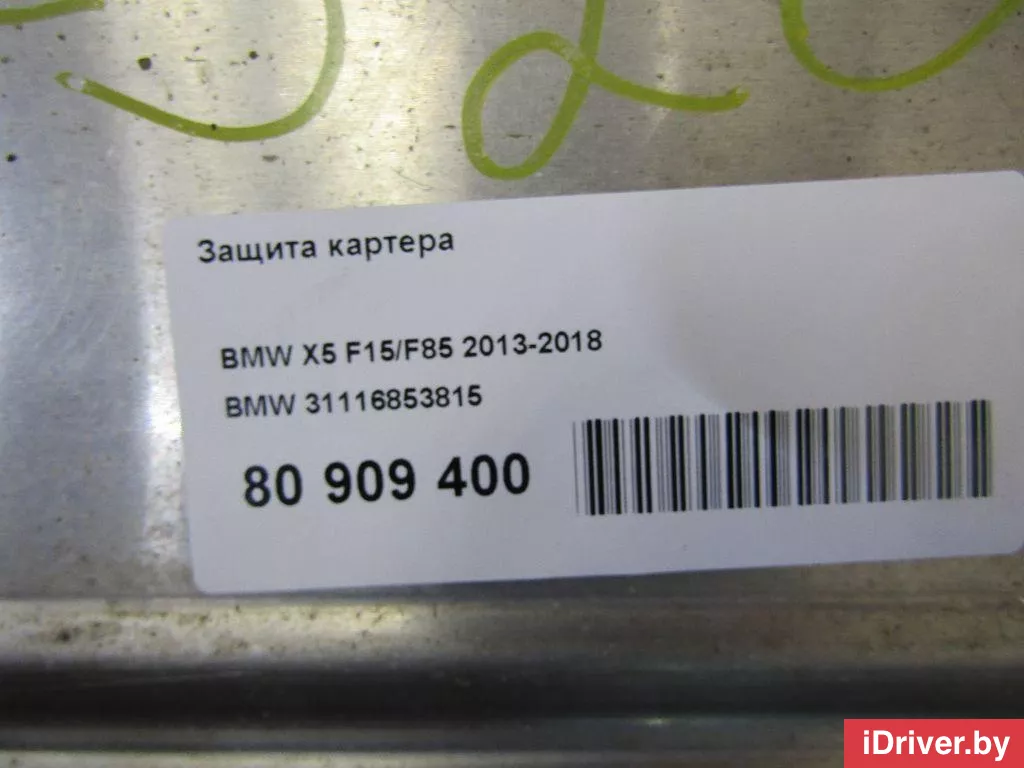 Защита картера
BMW X5 F15/F85 2013-2018
BMW 31116853815
80 909 400
iDriver.by